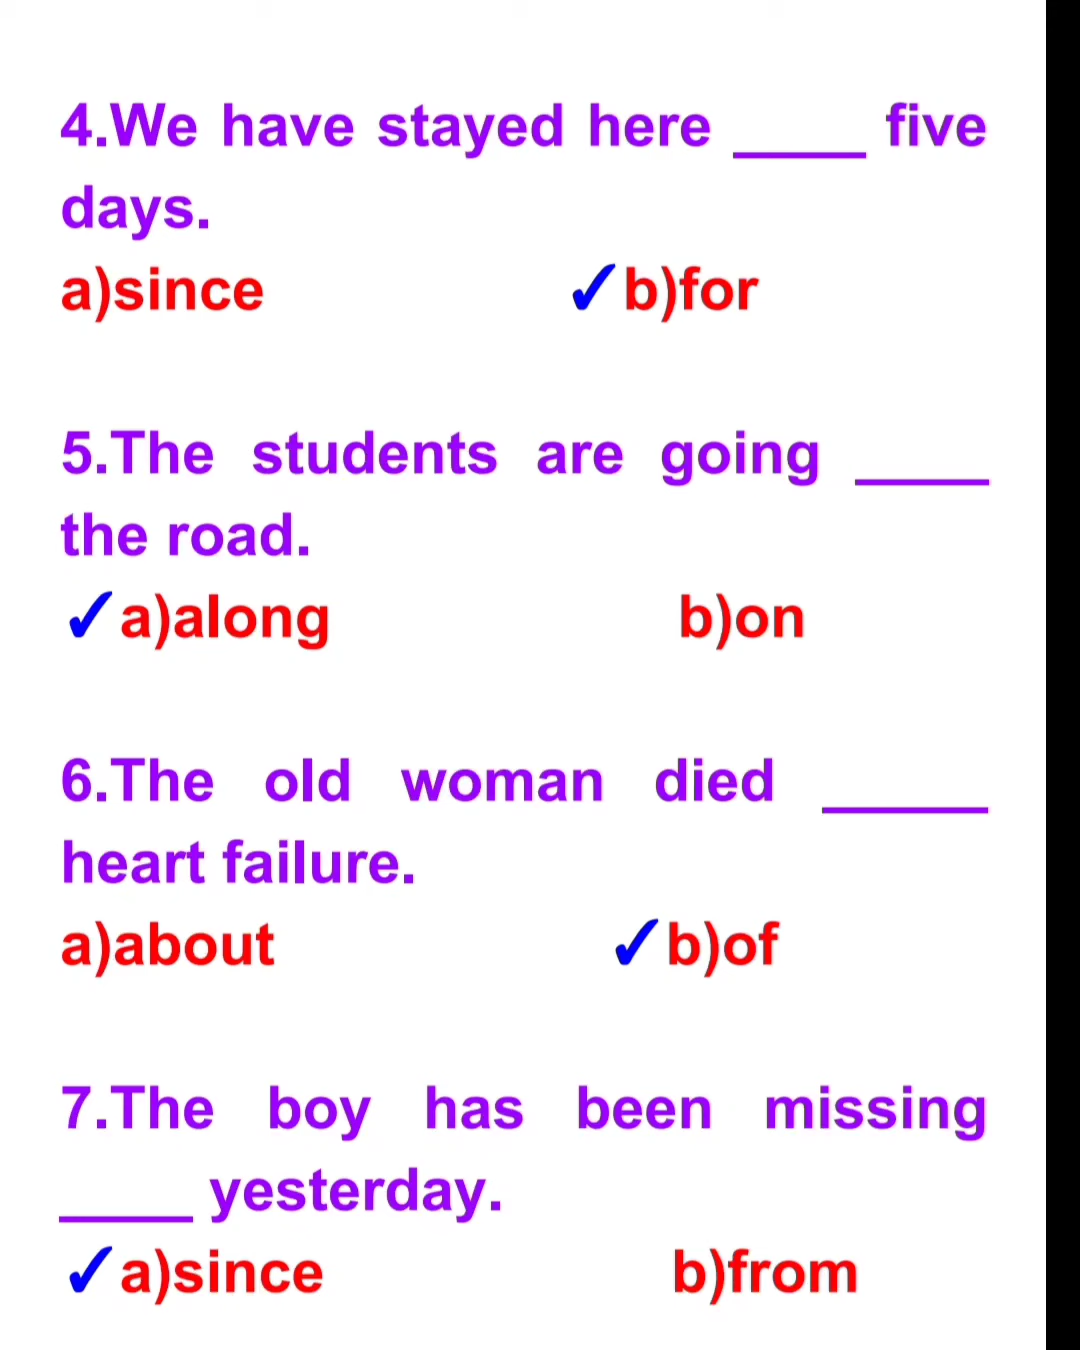 4.We have stayed here ____ five
days.
a)since ✓b)for
5.The students are going ____
the road.
✓a)along b)on
6.The old woman died _____
heart failure.
a)about ✓b)of
7.The boy has been missing
____ yesterday.
✓a)since b)from